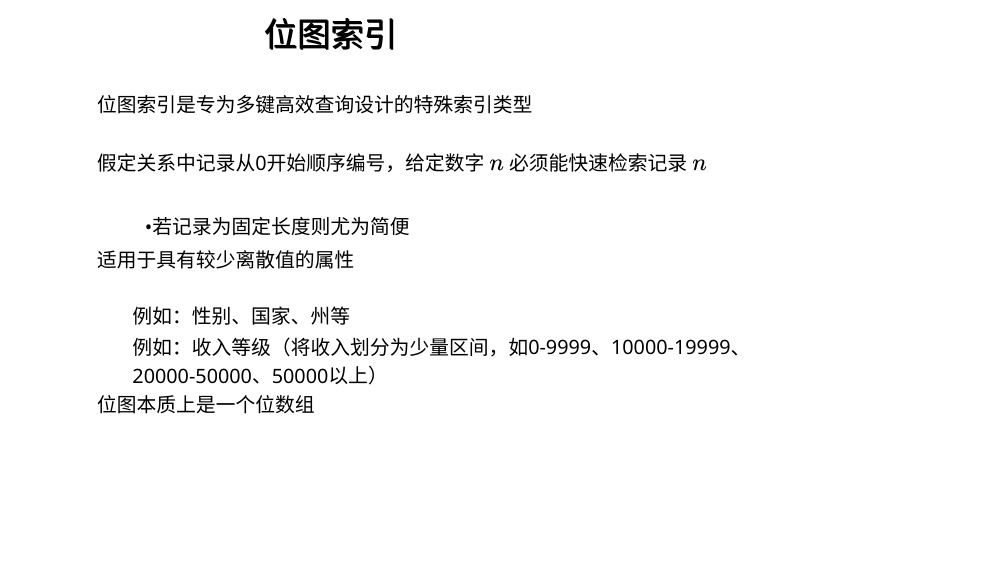 位图索引
位图索引是专为多键高效查询设计的特殊索引类型
假定关系中记录从0开始顺序编号，给定数字 n 必须能快速检索记录 n
•若记录为固定长度则尤为简便
适用于具有较少离散值的属性
例如：性别、国家、州等
例如：收入等级（将收入划分为少量区间，如0-9999、10000-19999、
20000-50000、50000以上）
位图本质上是一个位数组